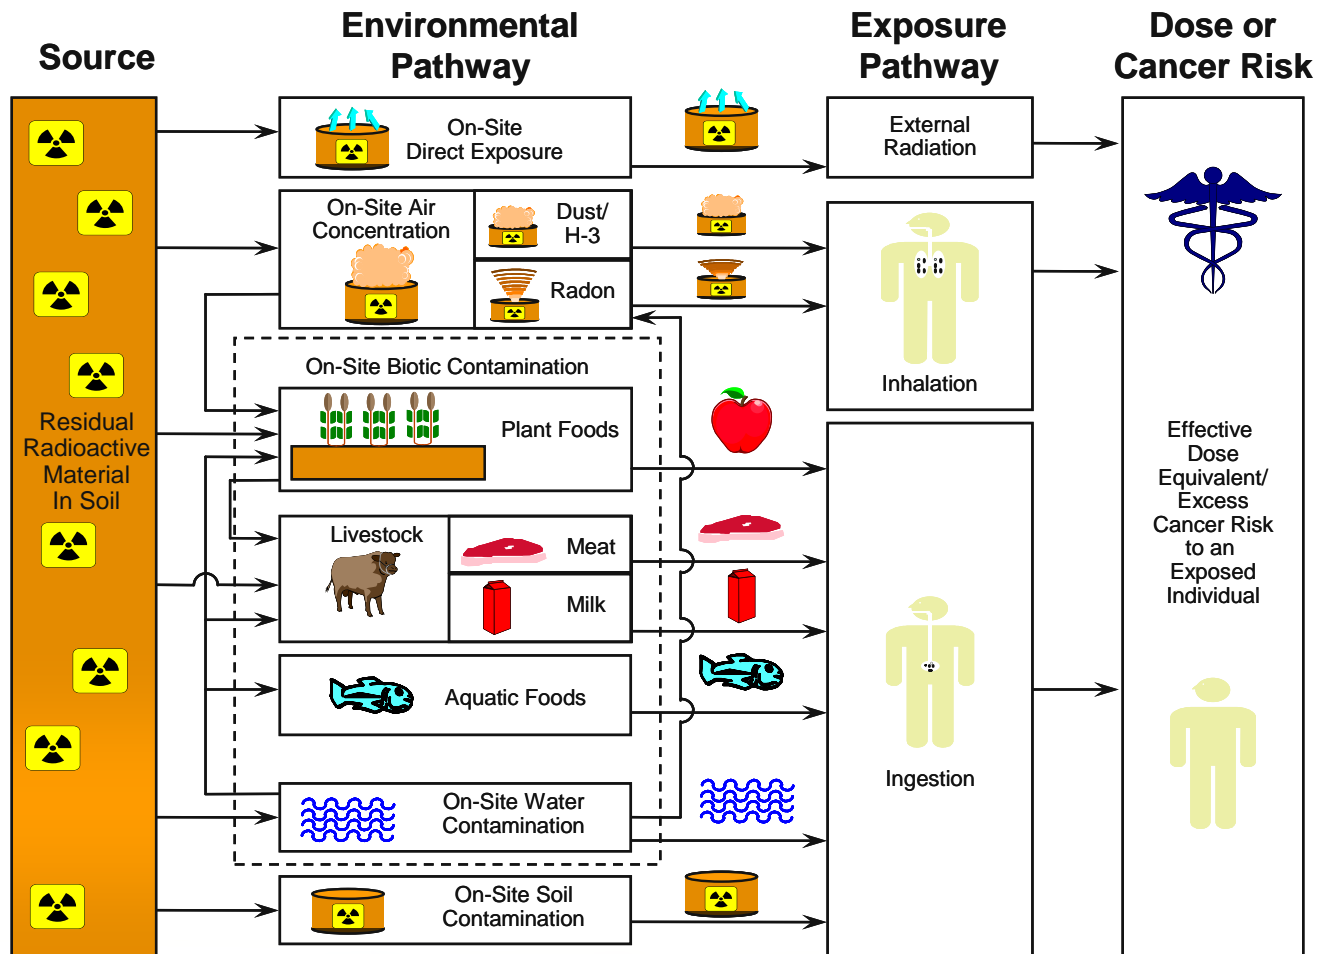 Source
Environmental
Pathway
Exposure
Pathway
Dose or
Cancer Risk
Residual
Radioactive
Material
In Soil
On-Site
Direct Exposure
On-Site Air
Concentration
Dust/
H-3
Radon
On-Site Biotic Contamination
Plant Foods
Livestock
Meat
Milk
Aquatic Foods
On-Site Water
Contamination
On-Site Soil
Contamination
External
Radiation
Inhalation
Ingestion
Effective
Dose
Equivalent/
Excess
Cancer Risk
to an
Exposed
Individual